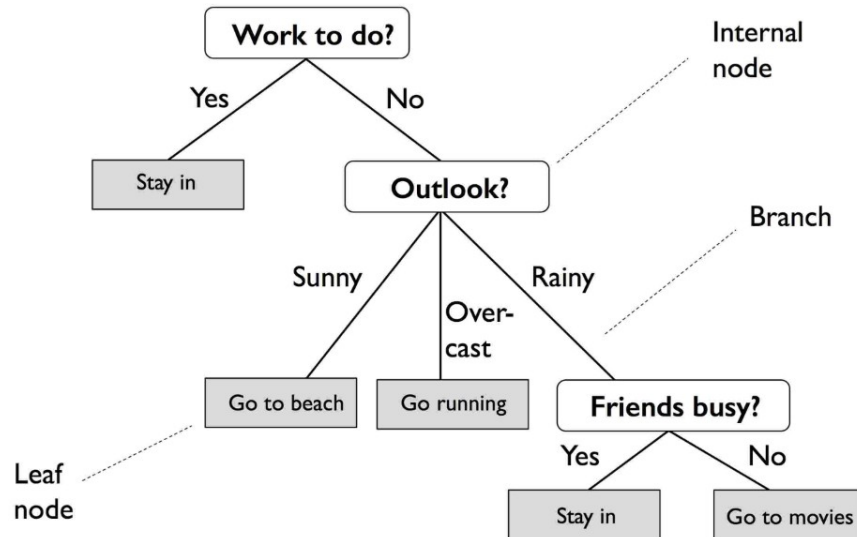 Work to do?
Internal
node
Yes
No
Stay in
Outlook?
Branch
Sunny
Rainy
Over-
cast
Go to beach
Go running
Friends busy?
Leaf
node
Yes
No
Stay in
Go to movies